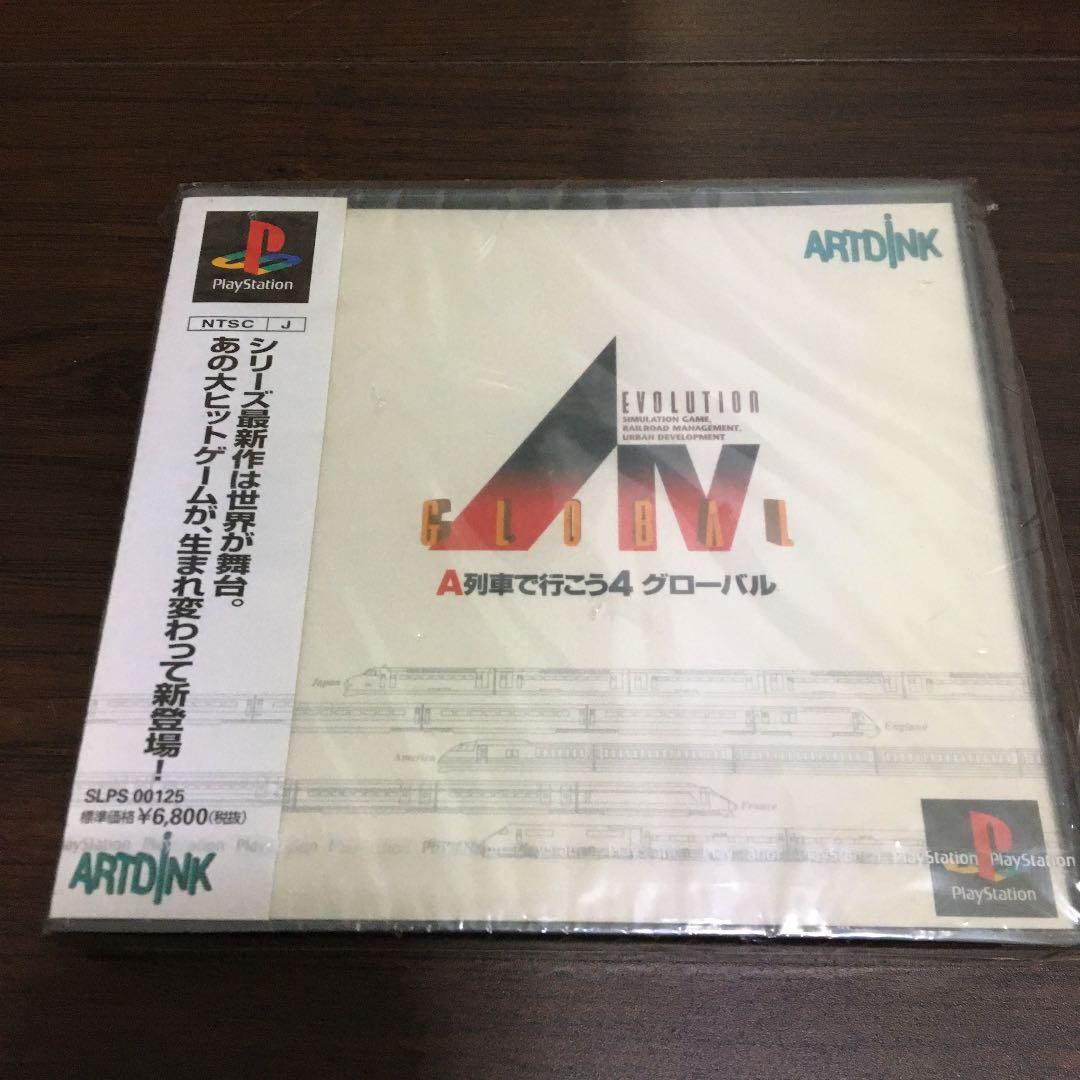 PlayStation
NTSC J
シリーズ最新作は世界が舞台。
あの大ヒットゲームが、生まれ変わって新登場!
SLPS 00125
標準価格¥6,800(税抜)
ARTDINK
ARTDINK
EVOLUTION
SIMULATION GAME,
RAILROAD MANAGEMENT,
URBAN DEVELOPMENT
AIV
GLOBAL
A列車で行こう4 グローバル
Japan
England
America
France
PlayStation PlayStation
PlayStation